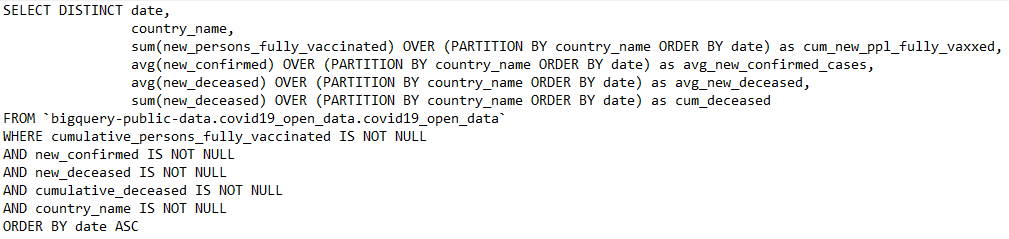 SELECT DISTINCT date,
country_name,
sum(new_persons_fully_vaccinated) OVER (PARTITION BY country_name ORDER BY date) as cum_new_ppl_fully_vaxxed,
avg(new_confirmed) OVER (PARTITION BY country_name ORDER BY date) as avg_new_confirmed_cases,
avg(new_deceased) OVER (PARTITION BY country_name ORDER BY date) as avg_new_deceased,
sum(new_deceased) OVER (PARTITION BY country_name ORDER BY date) as cum_deceased
FROM `bigquery-public-data.covid19_open_data.covid19_open_data`
WHERE cumulative_persons_fully_vaccinated IS NOT NULL
AND new_confirmed IS NOT NULL
AND new_deceased IS NOT NULL
AND cumulative_deceased IS NOT NULL
AND country_name IS NOT NULL
ORDER BY date ASC